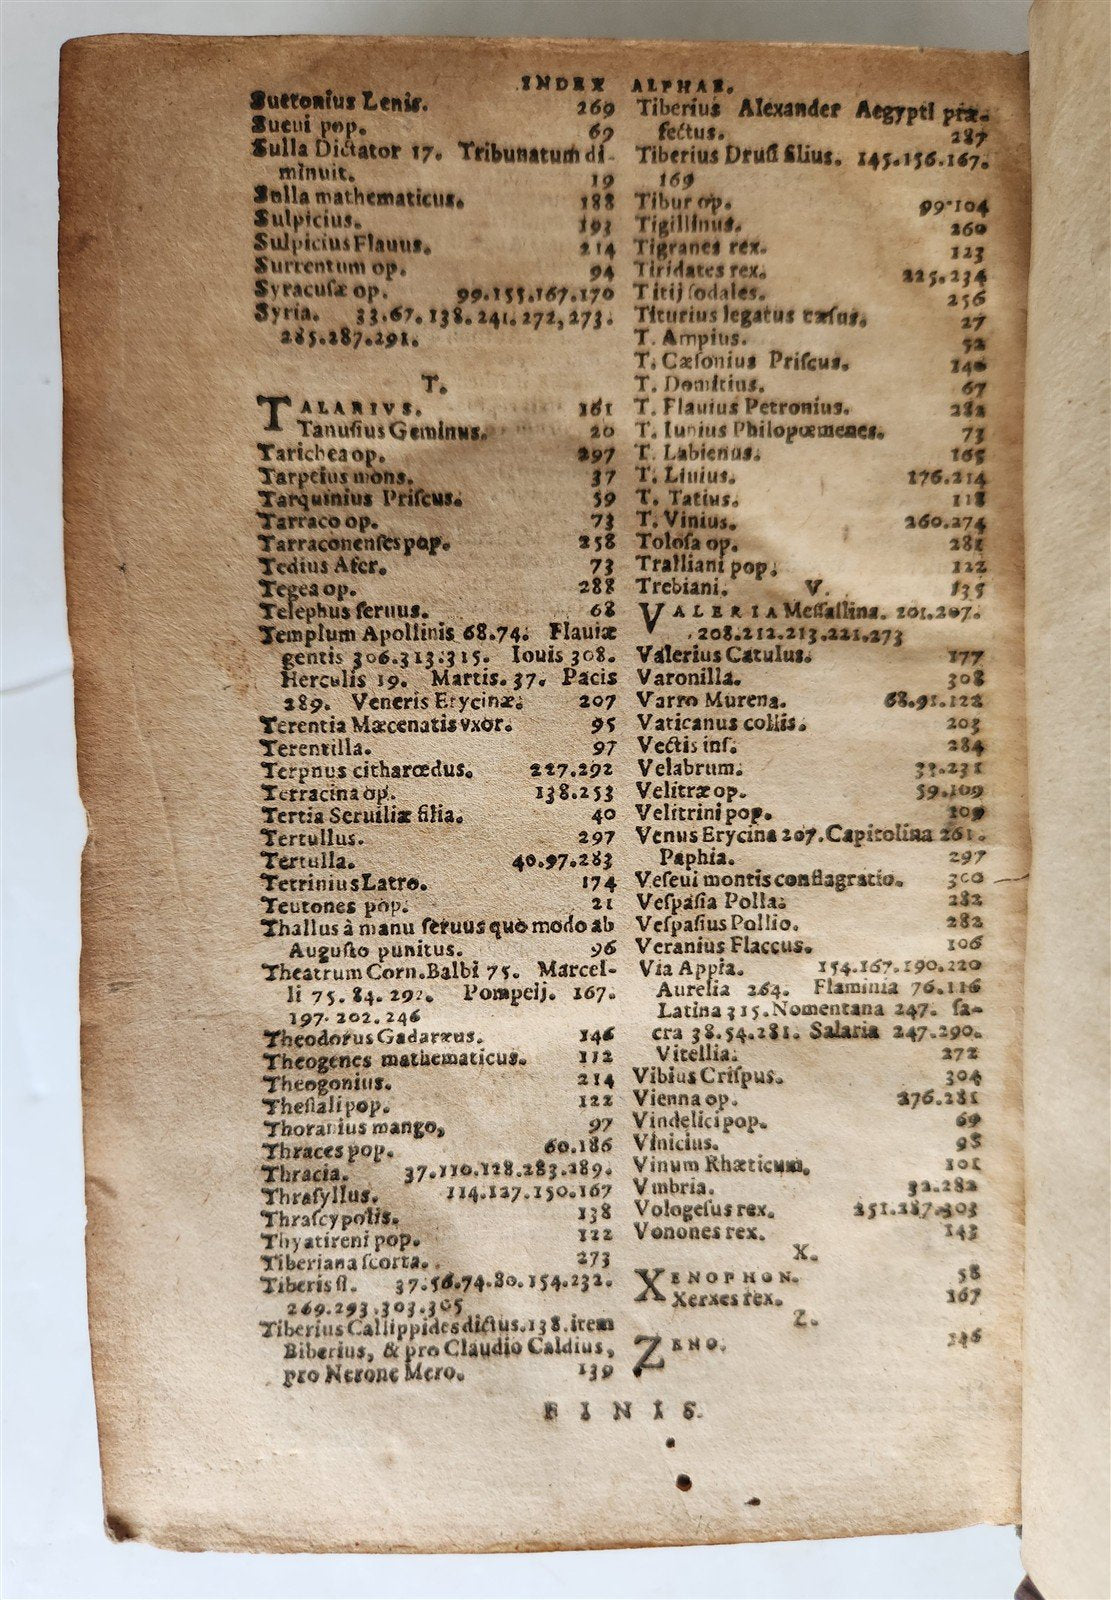 INDEX ALPHAE.
Suetonius Lenis. 269
Sueui pop. 69
Sulla Dictator 17. Tribunatum di-
minuit. 19
Sulla mathematicus. 188
Sulpicius. 193
Sulpicius Flauus. 214
Surrentum op. 94
Syracusæ op. 99.155.167.170
Syria. 33.67.138.241.272,273.
285.287.291.
T.
TALARIVS. 161
Tanusius Geminus. 20
Tarichea op. 297
Tarpeius mons. 37
Tarquinius Priscus. 59
Tarraco op. 73
Tarraconenses pop. 258
Tedius Afer. 73
Tegea op. 288
Telephus seruus. 68
Templum Apollinis 68.74. Flauiæ
gentis 306.313.315. Iouis 308.
Herculis 19. Martis. 37. Pacis
289. Veneris Erycinæ. 207
Terentia Mæcenatis vxor. 95
Terentilla. 97
Terpnus citharœdus. 227.292
Terracina op. 138.253
Tertia Seruiliæ filia. 40
Tertullus. 297
Tertulla. 40.97.283
Tetrinius Latro. 174
Teutones pop. 21
Thallus à manu seruus quo modo ab
Augusto punitus. 96
Theatrum Corn.Balbi 75. Marcel-
li 75.84.292. Pompeij. 167.
197.202.246
Theodorus Gadaræus. 146
Theogenes mathematicus. 112
Theogonius. 214
Thessali pop. 122
Thoranius mango, 97
Thraces pop. 60.186
Thracia. 37.110.128.283.289.
Thrasyllus. 114.127.150.167
Thrascypolis. 138
Thyatireni pop. 122
Tiberiana scorta. 273
Tiberis fl. 37.56.74.80.154.232.
269.293.303.305
Tiberius Callippides dictus.138.item
Biberius, & pro Claudio Caldius,
pro Nerone Mero. 139
Tiberius Alexander Aegypti præ-
fectus. 287
Tiberius Drusi filius. 145.156.167.
169
Tibur op. 99.104
Tigillinus. 260
Tigranes rex. 123
Tiridates rex. 225.234
Titij sodales. 256
Titurius legatus cæsus. 27
T. Ampius. 52
T. Cæsonius Priscus. 140
T. Domitius. 67
T. Flauius Petronius. 282
T. Iunius Philopœmenes. 73
T. Labienus. 165
T. Liuius. 176.214
T. Tatius. 118
T. Vinius. 260.274
Tolosa op. 281
Tralliani pop. 122
Trebiani. 135
V.
VALERIA Messallina. 201.207.
208.212.213.221.273
Valerius Catulus. 177
Varonilla. 308
Varro Murena. 68.91.122
Vaticanus collis. 203
Vectis ins. 284
Velabrum. 33.231
Velitræ op. 59.109
Velitrini pop. 109
Venus Erycina 207.Capitolina 261.
Paphia. 297
Veseui montis conflagratio. 300
Vespasia Polla. 282
Vespasius Pollio. 282
Veranius Flaccus. 106
Via Appia. 154.167.190.220
Aurelia 264. Flaminia 76.116
Latina 315.Nomentana 247. sa-
cra 38.54.281. Salaria 247.290.
Vitellia. 272
Vibius Crispus. 304
Vienna op. 276.281
Vindelici pop. 69
Vinicius. 98
Vinum Rhæticum. 101
Vmbria. 32.282
Vologesus rex. 251.287.303
Vonones rex. 143
X.
XENOPHON. 58
Xerxes rex. 167
Z.
ZENO. 146
FINIS.